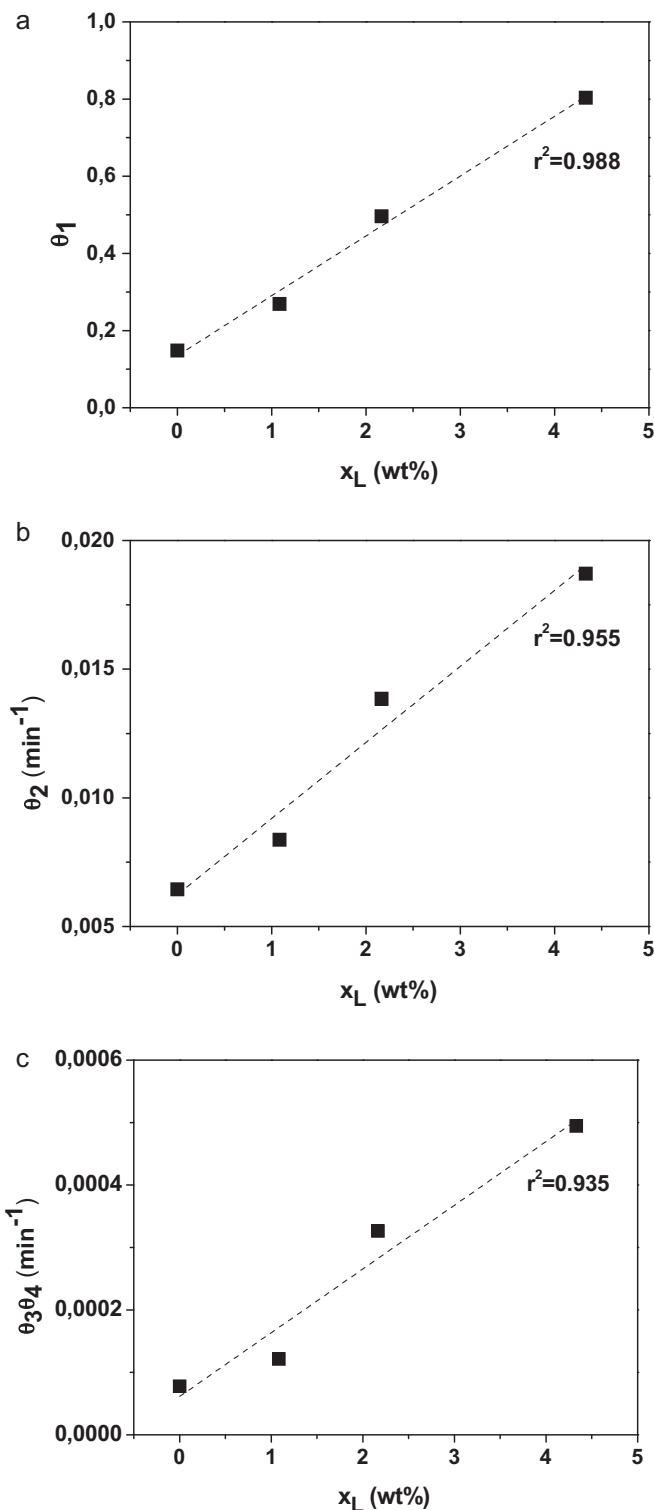 a
1,0
0,8
0,6
0,4
0,2
0,0
θ1
r²=0.988
0 1 2 3 4 5
xL (wt%)
b
0,020
0,015
0,010
0,005
θ2 (min⁻¹)
r²=0.955
0 1 2 3 4 5
xL (wt%)
c
0,0006
0,0004
0,0002
0,0000
θ3θ4 (min⁻¹)
r²=0.935
0 1 2 3 4 5
xL (wt%)